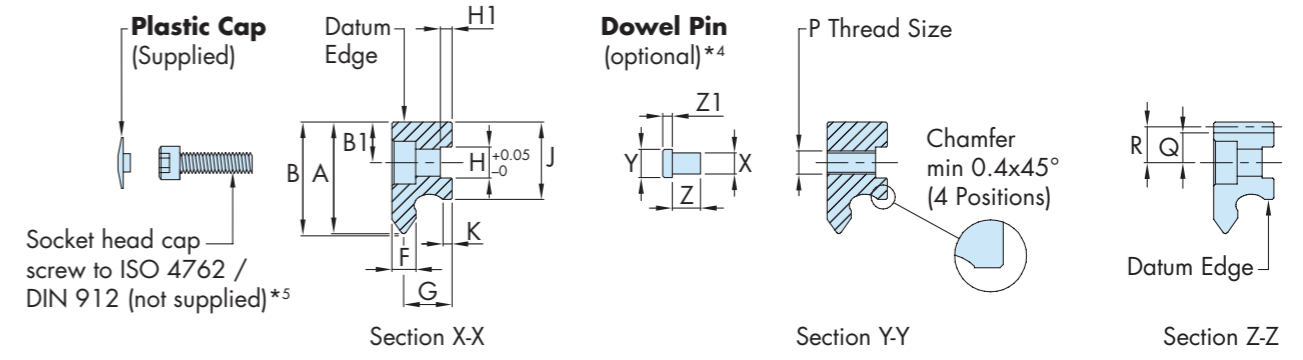 Plastic Cap
(Supplied)
Datum
Edge
H1
B
A
B1
H +0.05
–0
J
K
F
G
Socket head cap
screw to ISO 4762 /
DIN 912 (not supplied)*5
Section X-X
Dowel Pin
(optional)*4
Z1
Y
X
Z
P Thread Size
Chamfer
min 0.4x45°
(4 Positions)
Section Y-Y
R
Q
Datum Edge
Section Z-Z